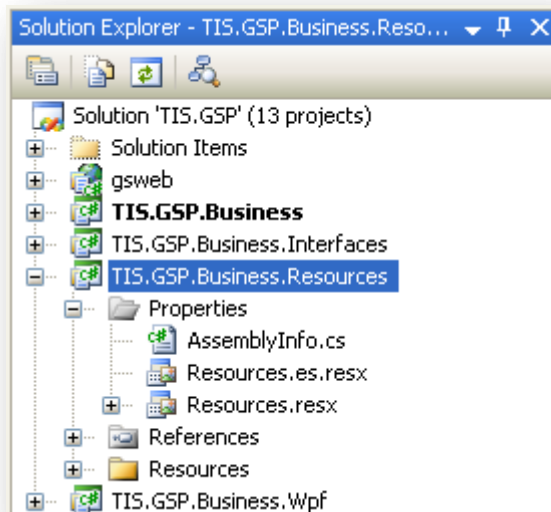 Solution Explorer - TIS.GSP.Business.Reso...
Solution 'TIS.GSP' (13 projects)
Solution Items
gsweb
TIS.GSP.Business
TIS.GSP.Business.Interfaces
TIS.GSP.Business.Resources
Properties
AssemblyInfo.cs
Resources.es.resx
Resources.resx
References
Resources
TIS.GSP.Business.Wpf